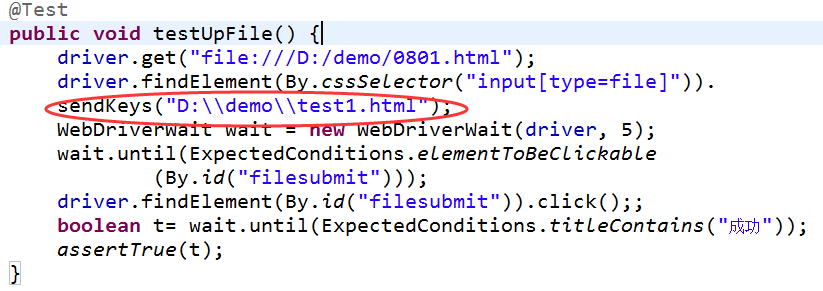 @Test
public void testUpFile() {
driver.get("file:///D:/demo/0801.html");
driver.findElement(By.cssSelector("input[type=file]")).
sendKeys("D:\\demo\\test1.html");
WebDriverWait wait = new WebDriverWait(driver, 5);
wait.until(ExpectedConditions.elementToBeClickable
(By.id("filesubmit")));
driver.findElement(By.id("filesubmit")).click();;
boolean t= wait.until(ExpectedConditions.titleContains("成功"));
assertTrue(t);
}